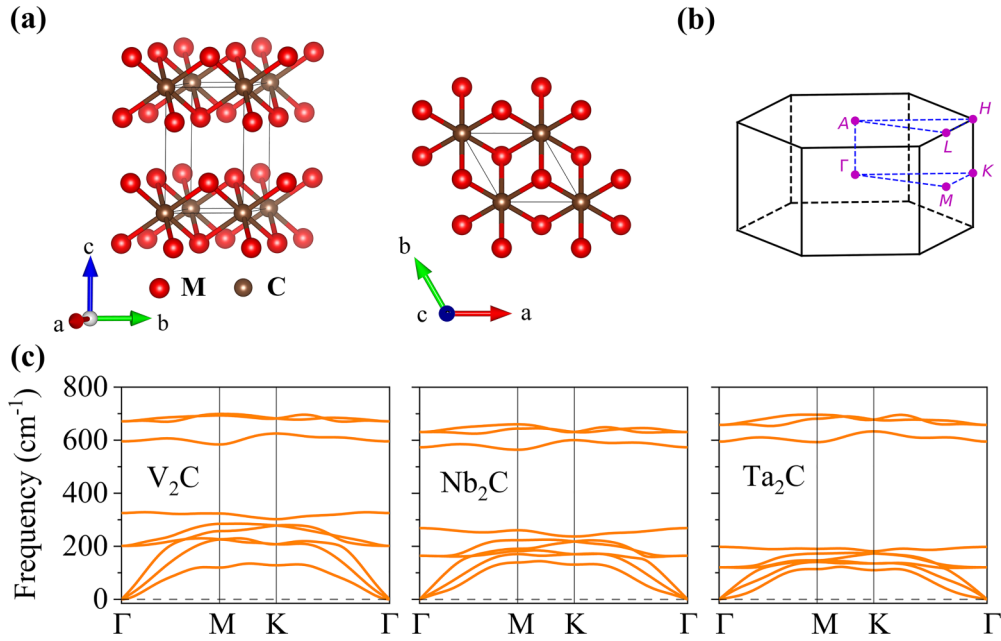 (a)
(b)
c
a
b
M
C
b
c
a
A
H
L
Γ
K
M
(c)
Frequency (cm⁻¹)
800
600
400
200
0
V₂C
Nb₂C
Ta₂C
Γ M K Γ
Γ M K Γ
Γ M K Γ